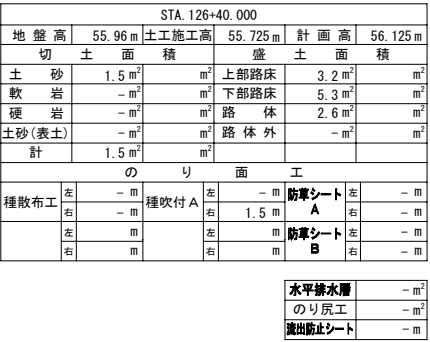 STA.126+40.000
地盤高 55.96 m 土工施工高 55.725 m 計画高 56.125 m
切土面積 盛土面積
土砂 1.5 m² m² 上部路床 3.2 m² m²
軟岩 － m² m² 下部路床 5.3 m² m²
硬岩 － m² m² 路体 2.6 m² m²
土砂(表土) － m² m² 路体外 － m² m²
計 1.5 m² m²
のり面工
種散布工 左 － m 種吹付A 左 － m 防草シートA 左 － m
右 － m 右 1.5 m 右 － m
左 m 左 m 防草シートB 左 － m
右 m 右 m 右 － m
水平排水層 － m²
のり尻工 － m²
流出防止シート － m